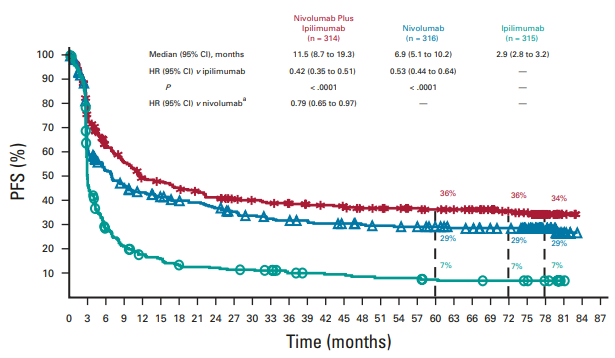 Nivolumab Plus
Ipilimumab Nivolumab Ipilimumab
(n = 314) (n = 316) (n = 315)
Median (95% CI), months 11.5 (8.7 to 19.3) 6.9 (5.1 to 10.2) 2.9 (2.8 to 3.2)
HR (95% CI) v ipilimumab 0.42 (0.35 to 0.51) 0.53 (0.44 to 0.64) —
P < .0001 < .0001 —
HR (95% CI) v nivolumabᵃ 0.79 (0.65 to 0.97) — —
PFS (%)
100
90
80
70
60
50
40
30
20
10
36% 36% 34%
29% 29% 29%
7% 7% 7%
0 3 6 9 12 15 18 21 24 27 30 33 36 39 42 45 48 51 54 57 60 63 66 69 72 75 78 81 84 87
Time (months)